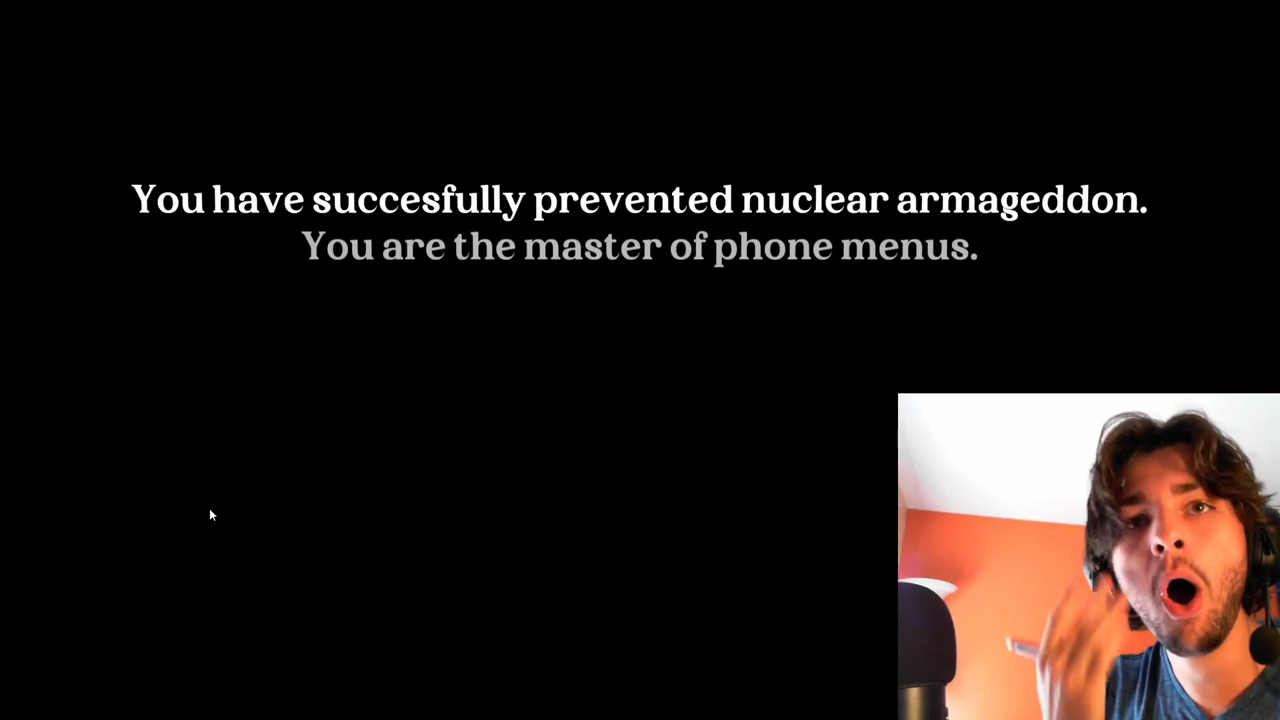 You have succesfully prevented nuclear armageddon.
You are the master of phone menus.